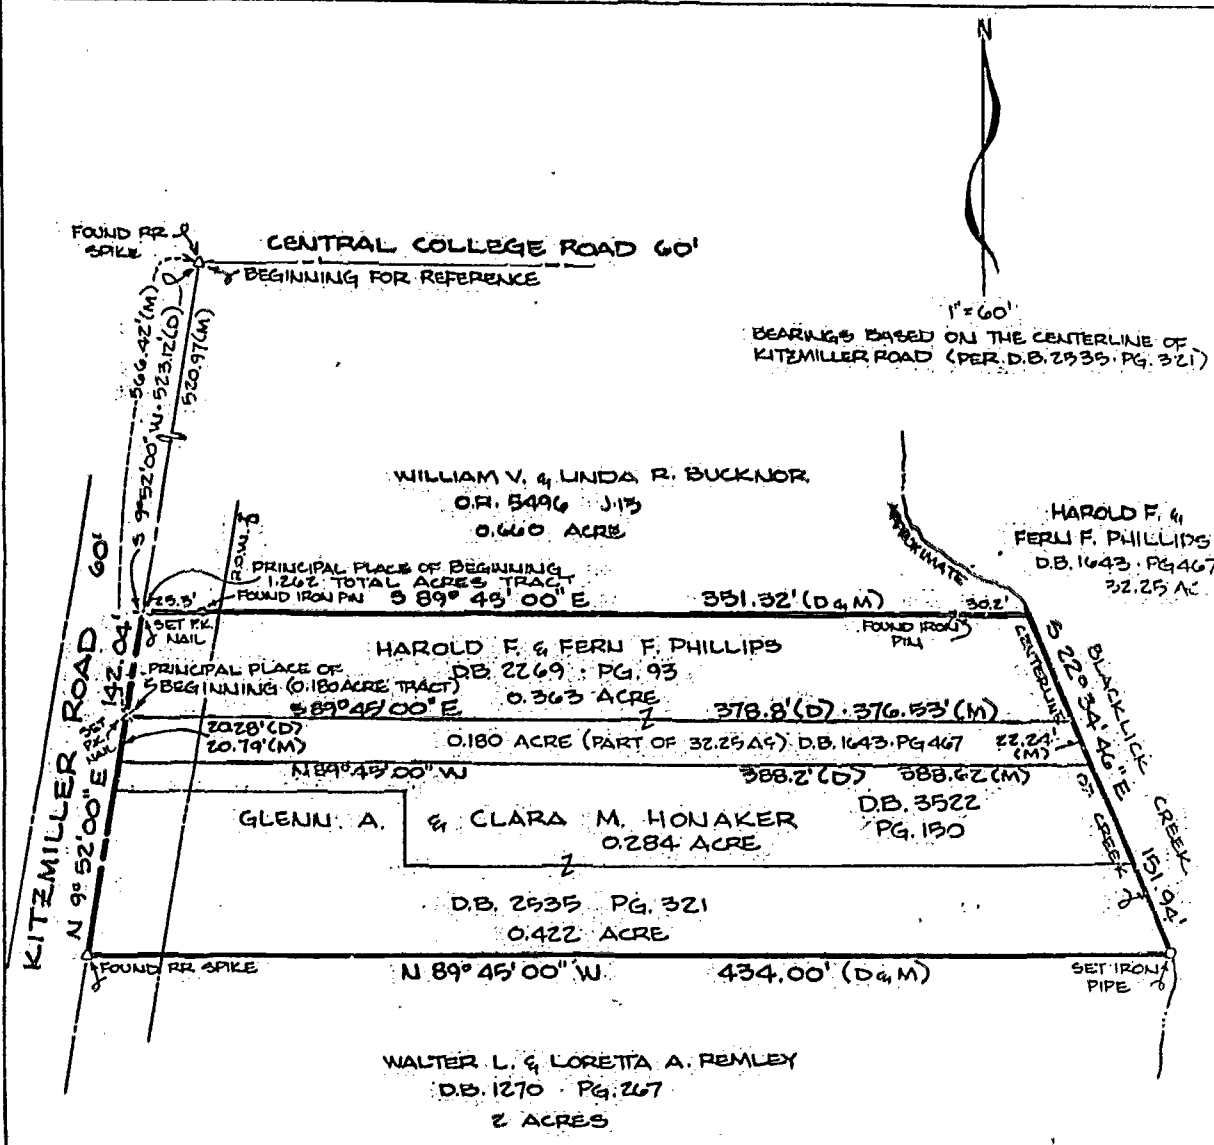 N
FOUND RR
SPIKE
CENTRAL COLLEGE ROAD 60'
BEGINNING FOR REFERENCE
1"=60'
BEARINGS BASED ON THE CENTERLINE OF
KITZMILLER ROAD (PER D.B. 2535 · PG. 321)
566.42'(M)
S 9°52'00" W · 523.12'(D)
520.97'(M)
WILLIAM V. & LINDA R. BUCKNOR
O.R. 5496 J-13
0.660 ACRE
HAROLD F. &
FERN F. PHILLIPS
D.B. 1643 · PG 467
32.25 AC
APPROXIMATE
60'
R.O.W.
PRINCIPAL PLACE OF BEGINNING
1.262 TOTAL ACRES TRACT
25.3'
FOUND IRON PIN
S 89° 45' 00" E
351.32' (D & M)
30.2'
SET P.K.
NAIL
FOUND IRON
PIN
HAROLD F. & FERN F. PHILLIPS
D.B. 2269 · PG. 93
0.363 ACRE
PRINCIPAL PLACE OF
BEGINNING (0.180 ACRE TRACT)
S 89°45'00" E
378.8'(D) · 376.53'(M)
20.28'(D)
20.79'(M)
0.180 ACRE (PART OF 32.25 AC) D.B. 1643 · PG 467
22.24'
(M)
N 89°45'00" W
388.2'(D) 388.62'(M)
GLENN A. & CLARA M. HONAKER
0.284 ACRE
D.B. 3522
PG. 150
D.B. 2535 PG. 321
0.422 ACRE
KITZMILLER ROAD
N 9° 52' 00" E 142.04'
SET
P.K.
NAIL
CENTERLINE OF CREEK
S 22° 34' 46" E 151.94'
BLACKLICK CREEK
FOUND RR SPIKE
N 89° 45' 00" W
434.00' (D & M)
SET IRON
PIPE
WALTER L. & LORETTA A. REMLEY
D.B. 1270 · PG. 267
2 ACRES